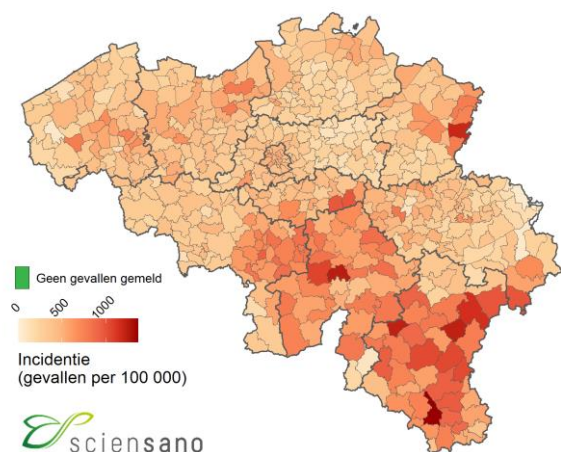 Geen gevallen gemeld
0 500 1000
Incidentie
(gevallen per 100 000)
sciensano